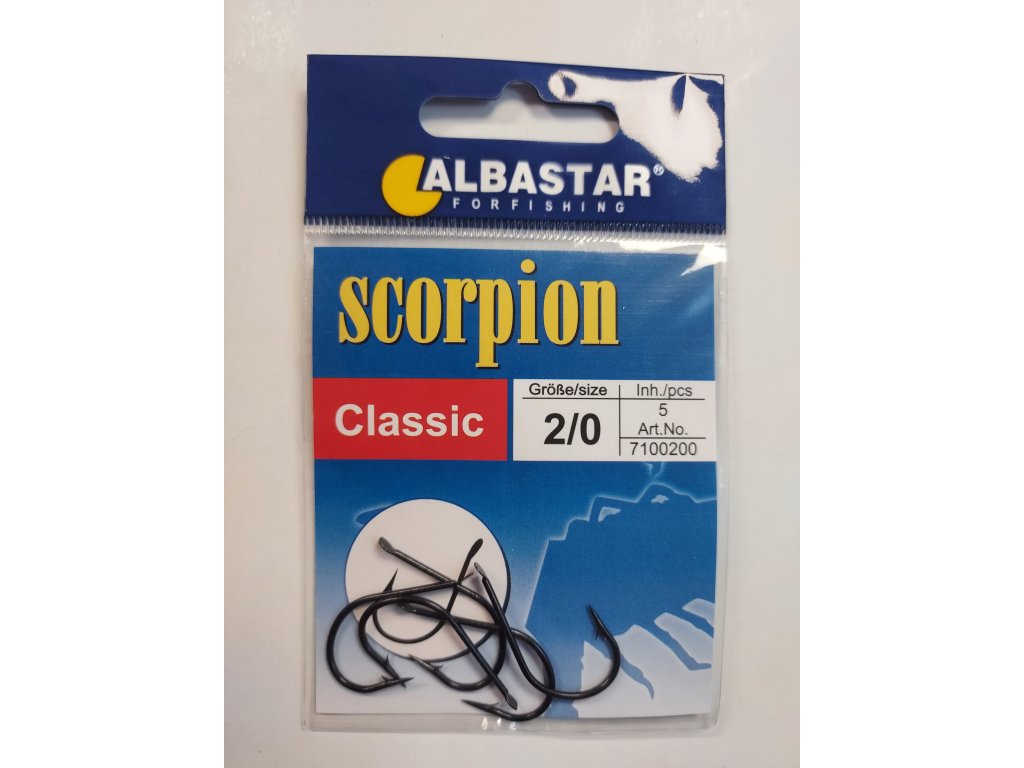 ALBASTAR®
FORFISHING
scorpion
Classic
Größe/size
2/0
Inh./pcs
5
Art.No.
7100200